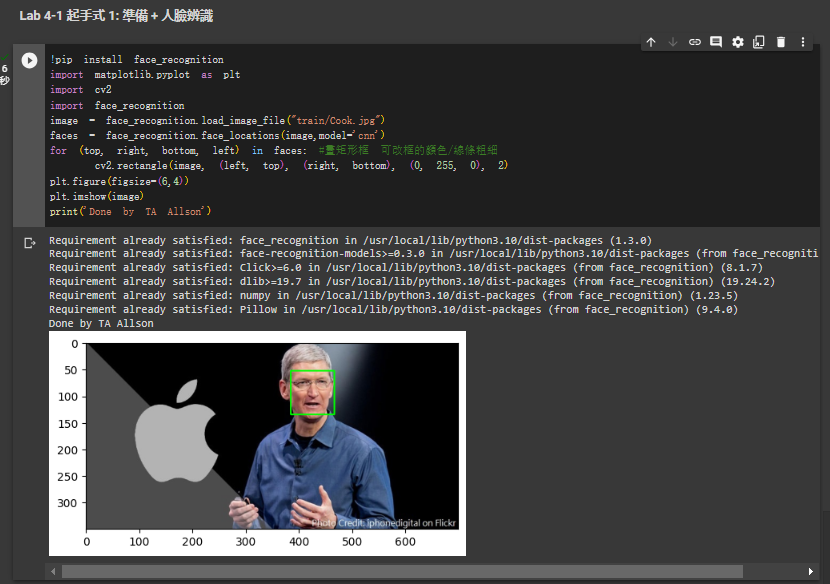 Lab 4-1 起手式 1: 準備 + 人臉辨識
6
秒
!pip install face_recognition
import matplotlib.pyplot as plt
import cv2
import face_recognition
image = face_recognition.load_image_file("train/Cook.jpg")
faces = face_recognition.face_locations(image,model='cnn')
for (top, right, bottom, left) in faces: #畫矩形框 可改框的顏色/線條粗細
cv2.rectangle(image, (left, top), (right, bottom), (0, 255, 0), 2)
plt.figure(figsize=(6,4))
plt.imshow(image)
print('Done by TA Allson')
Requirement already satisfied: face_recognition in /usr/local/lib/python3.10/dist-packages (1.3.0)
Requirement already satisfied: face-recognition-models>=0.3.0 in /usr/local/lib/python3.10/dist-packages (from face_recogniti
Requirement already satisfied: Click>=6.0 in /usr/local/lib/python3.10/dist-packages (from face_recognition) (8.1.7)
Requirement already satisfied: dlib>=19.7 in /usr/local/lib/python3.10/dist-packages (from face_recognition) (19.24.2)
Requirement already satisfied: numpy in /usr/local/lib/python3.10/dist-packages (from face_recognition) (1.23.5)
Requirement already satisfied: Pillow in /usr/local/lib/python3.10/dist-packages (from face_recognition) (9.4.0)
Done by TA Allson
0
50
100
150
200
250
300
Photo Credit: iphonedigital on Flickr
0 100 200 300 400 500 600